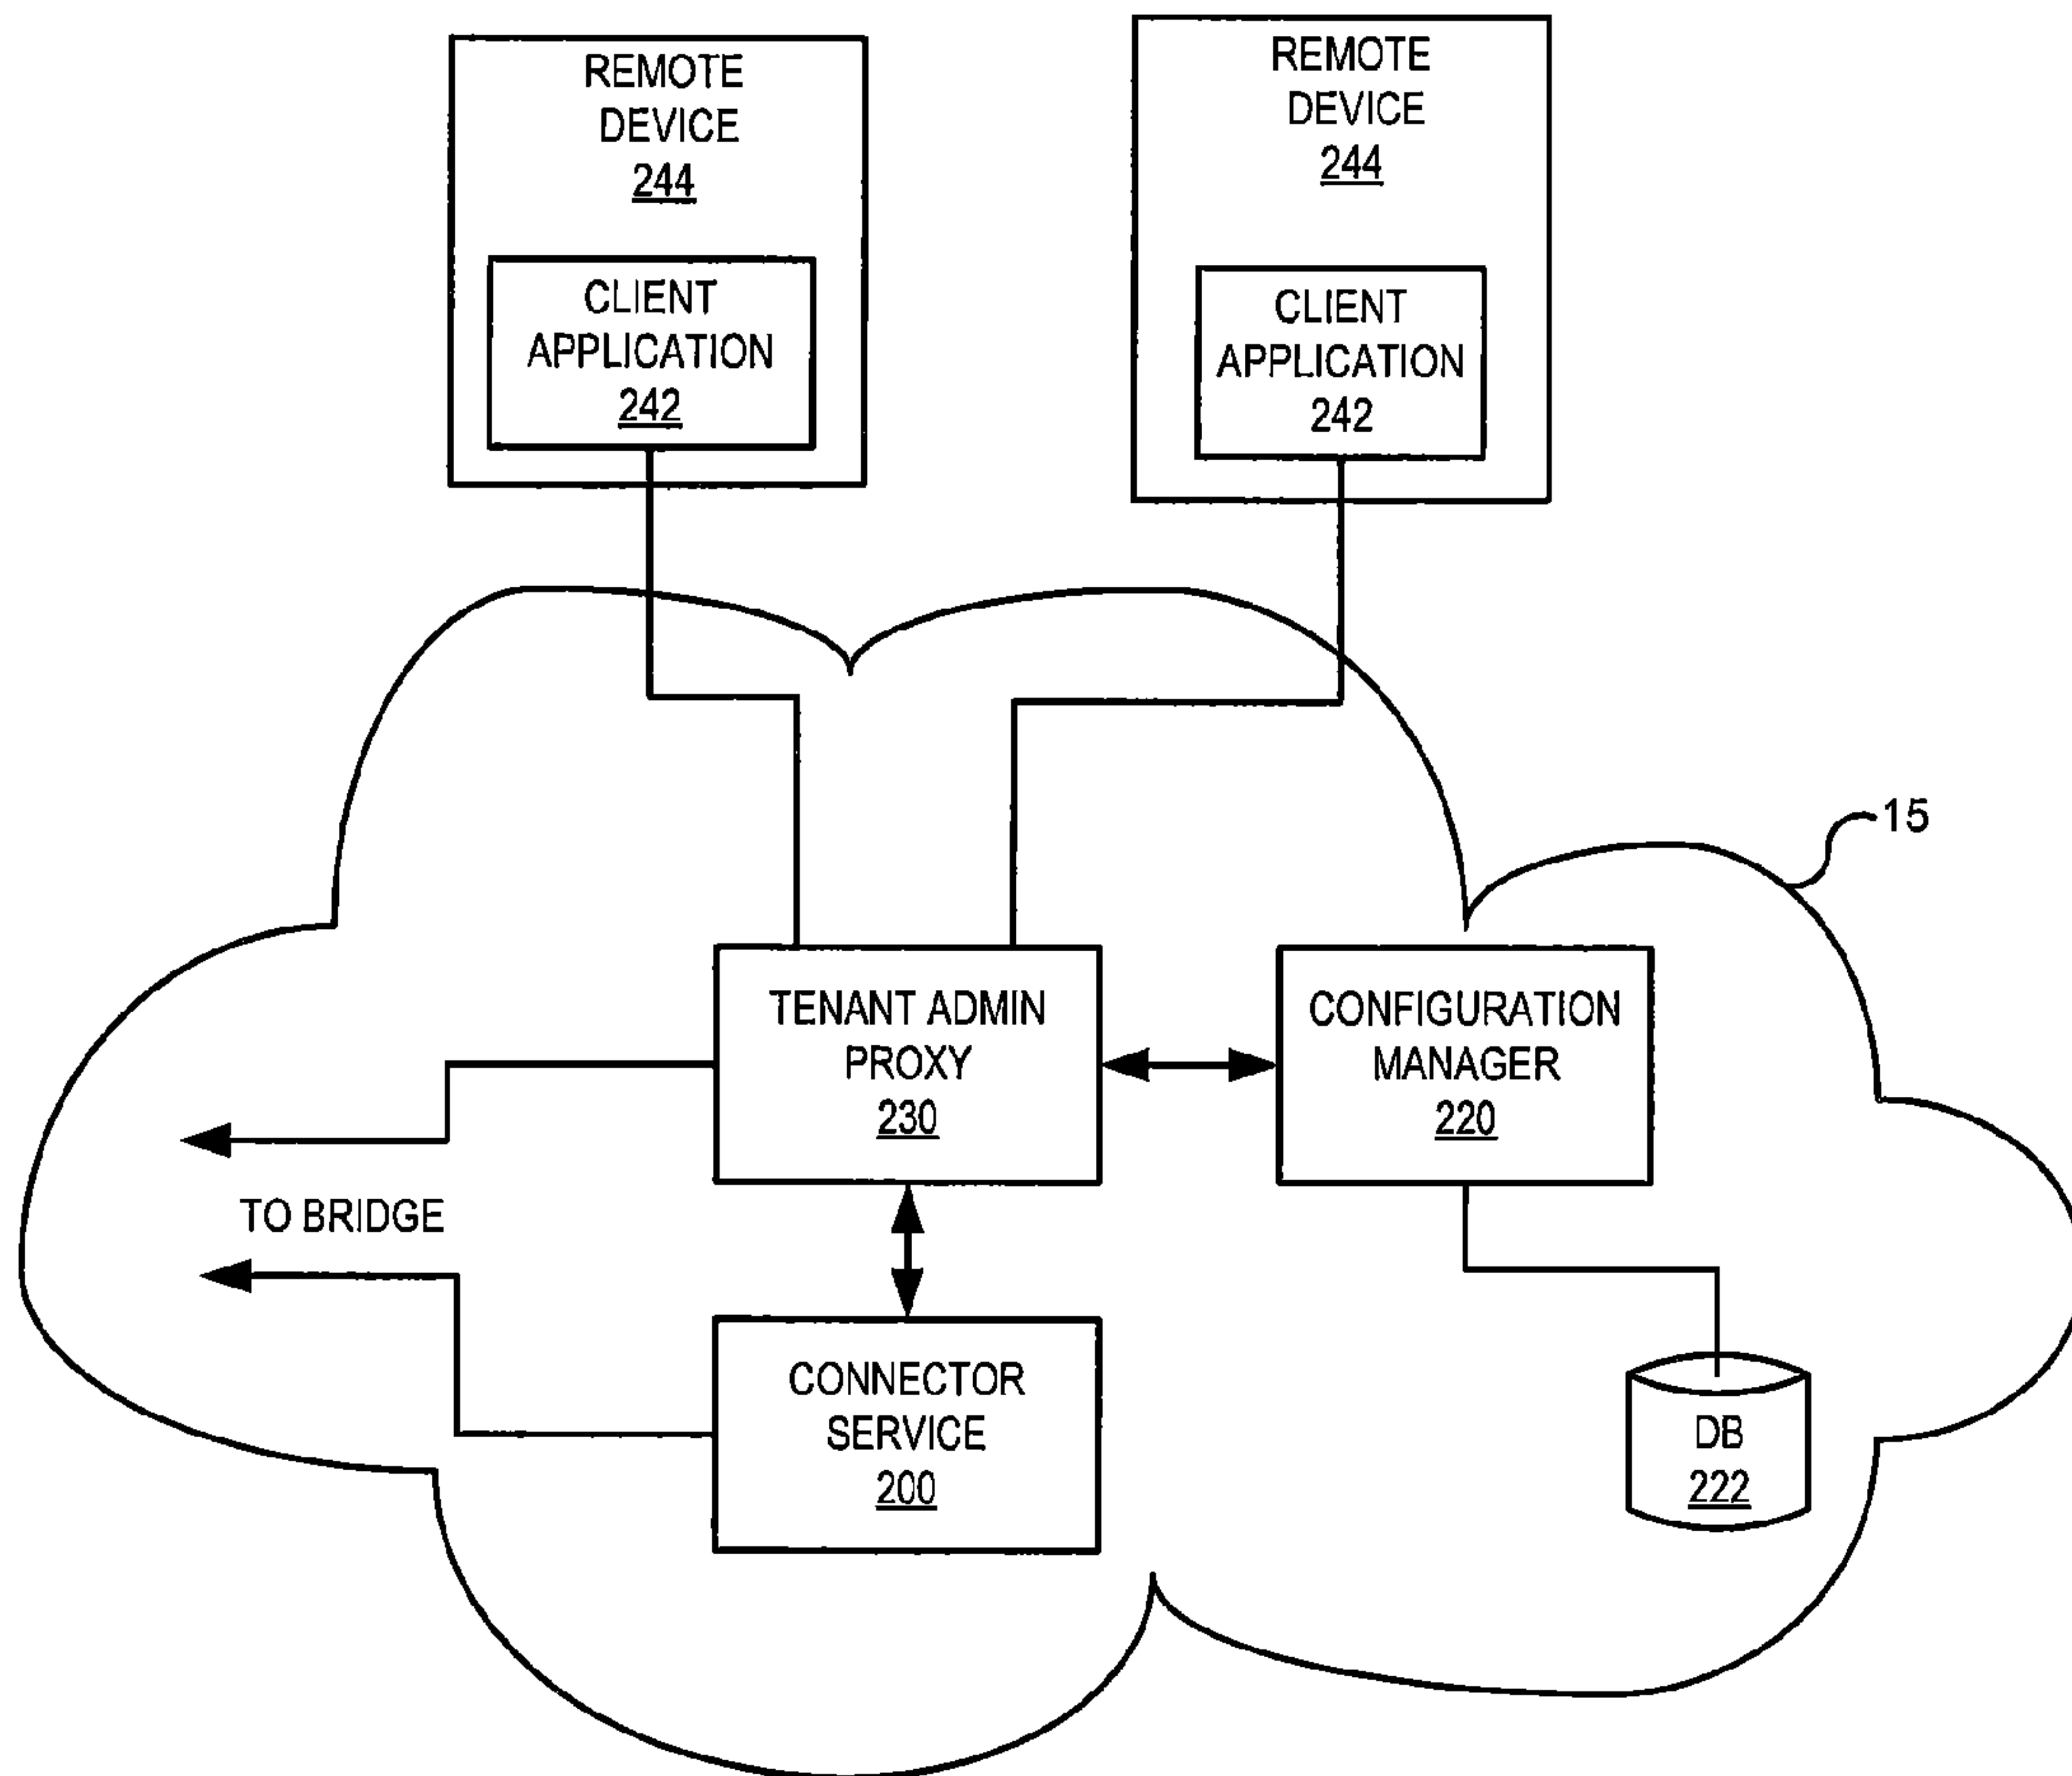 REMOTE
DEVICE
244
CLIENT
APPLICATION
242
REMOTE
DEVICE
244
CLIENT
APPLICATION
242
15
TENANT ADMIN
PROXY
230
CONFIGURATION
MANAGER
220
TO BRIDGE
CONNECTOR
SERVICE
200
DB
222